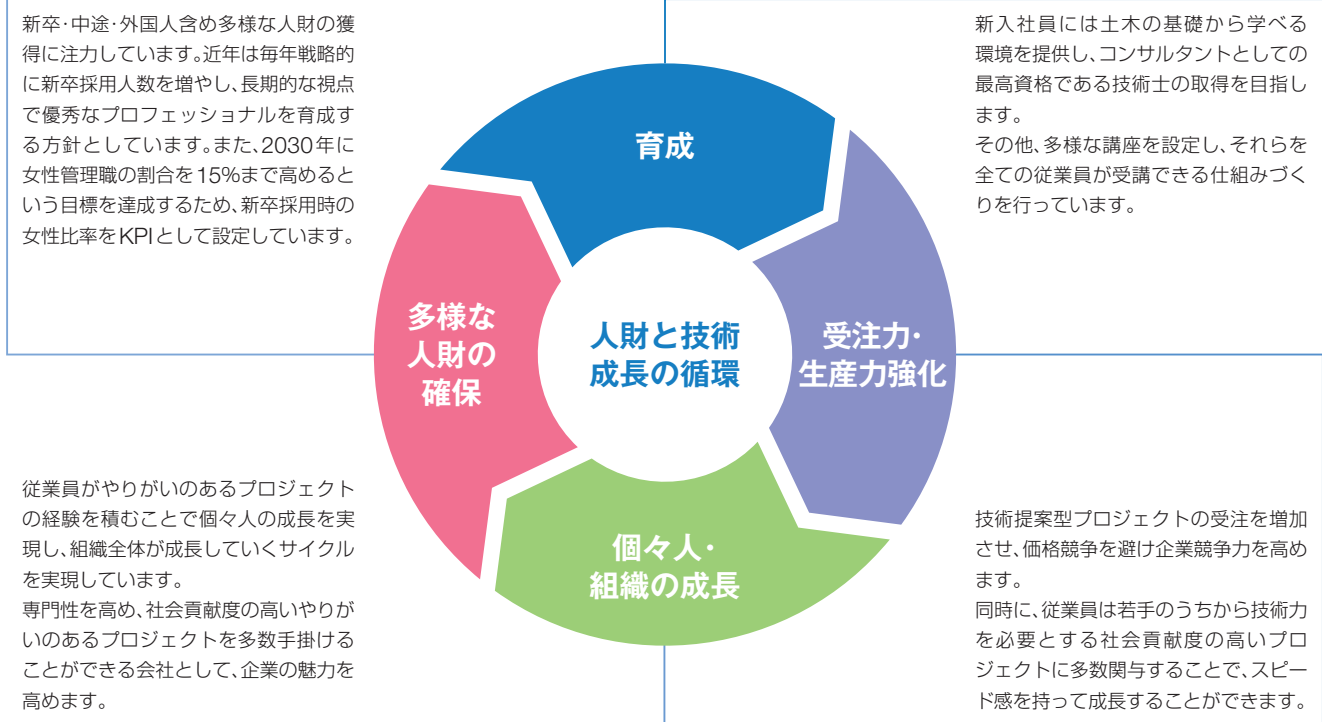 新卒・中途・外国人含め多様な人財の獲
得に注力しています。近年は毎年戦略的
に新卒採用人数を増やし、長期的な視点
で優秀なプロフェッショナルを育成す
る方針としています。また、2030年に
女性管理職の割合を15%まで高めると
いう目標を達成するため、新卒採用時の
女性比率をKPIとして設定しています。
新入社員には土木の基礎から学べる
環境を提供し、コンサルタントとしての
最高資格である技術士の取得を目指し
ます。
その他、多様な講座を設定し、それらを
全ての従業員が受講できる仕組みづく
りを行っています。
育成
多様な
人財の
確保
人財と技術
成長の循環
受注力・
生産力強化
個々人・
組織の成長
従業員がやりがいのあるプロジェクト
の経験を積むことで個々人の成長を実
現し、組織全体が成長していくサイクル
を実現しています。
専門性を高め、社会貢献度の高いやりが
いのあるプロジェクトを多数手掛ける
ことができる会社として、企業の魅力を
高めます。
技術提案型プロジェクトの受注を増加
させ、価格競争を避け企業競争力を高め
ます。
同時に、従業員は若手のうちから技術力
を必要とする社会貢献度の高いプロ
ジェクトに多数関与することで、スピー
ド感を持って成長することができます。